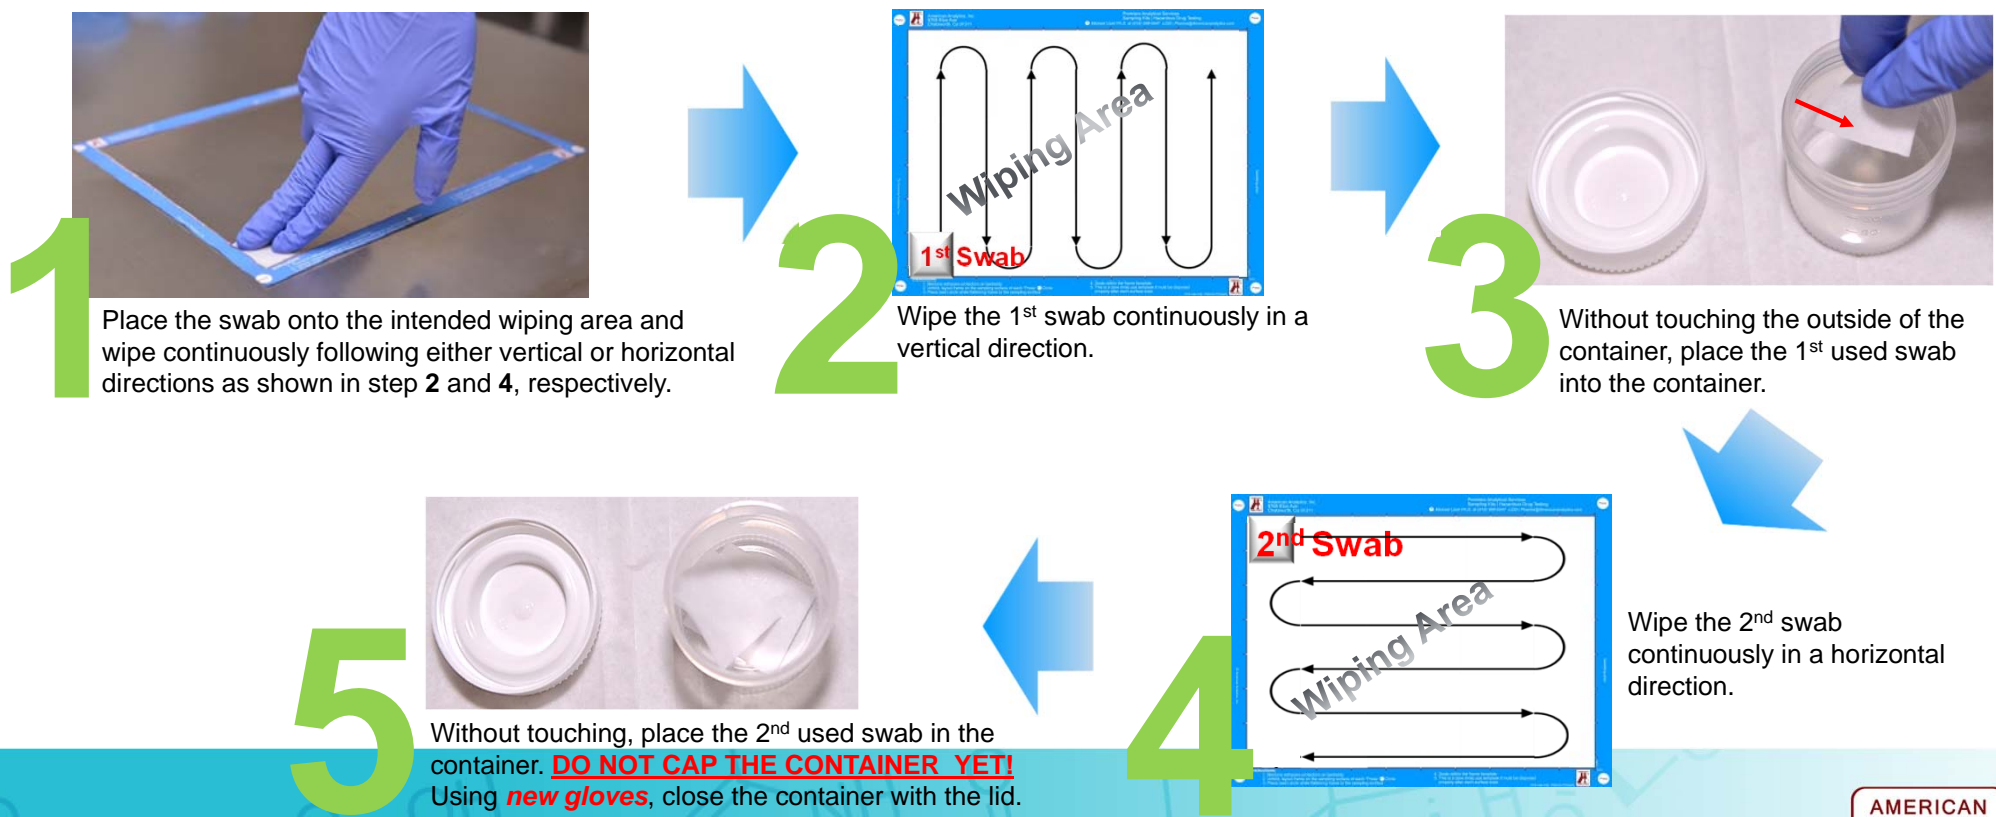 1
Place the swab onto the intended wiping area and
wipe continuously following either vertical or horizontal
directions as shown in step 2 and 4, respectively.
2
Wiping Area
1st Swab
Wipe the 1st swab continuously in a
vertical direction.
3
Without touching the outside of the
container, place the 1st used swab
into the container.
4
2nd Swab
Wiping Area
Wipe the 2nd swab
continuously in a horizontal
direction.
5
Without touching, place the 2nd used swab in the
container. DO NOT CAP THE CONTAINER  YET!
Using new gloves, close the container with the lid.
AMERICAN